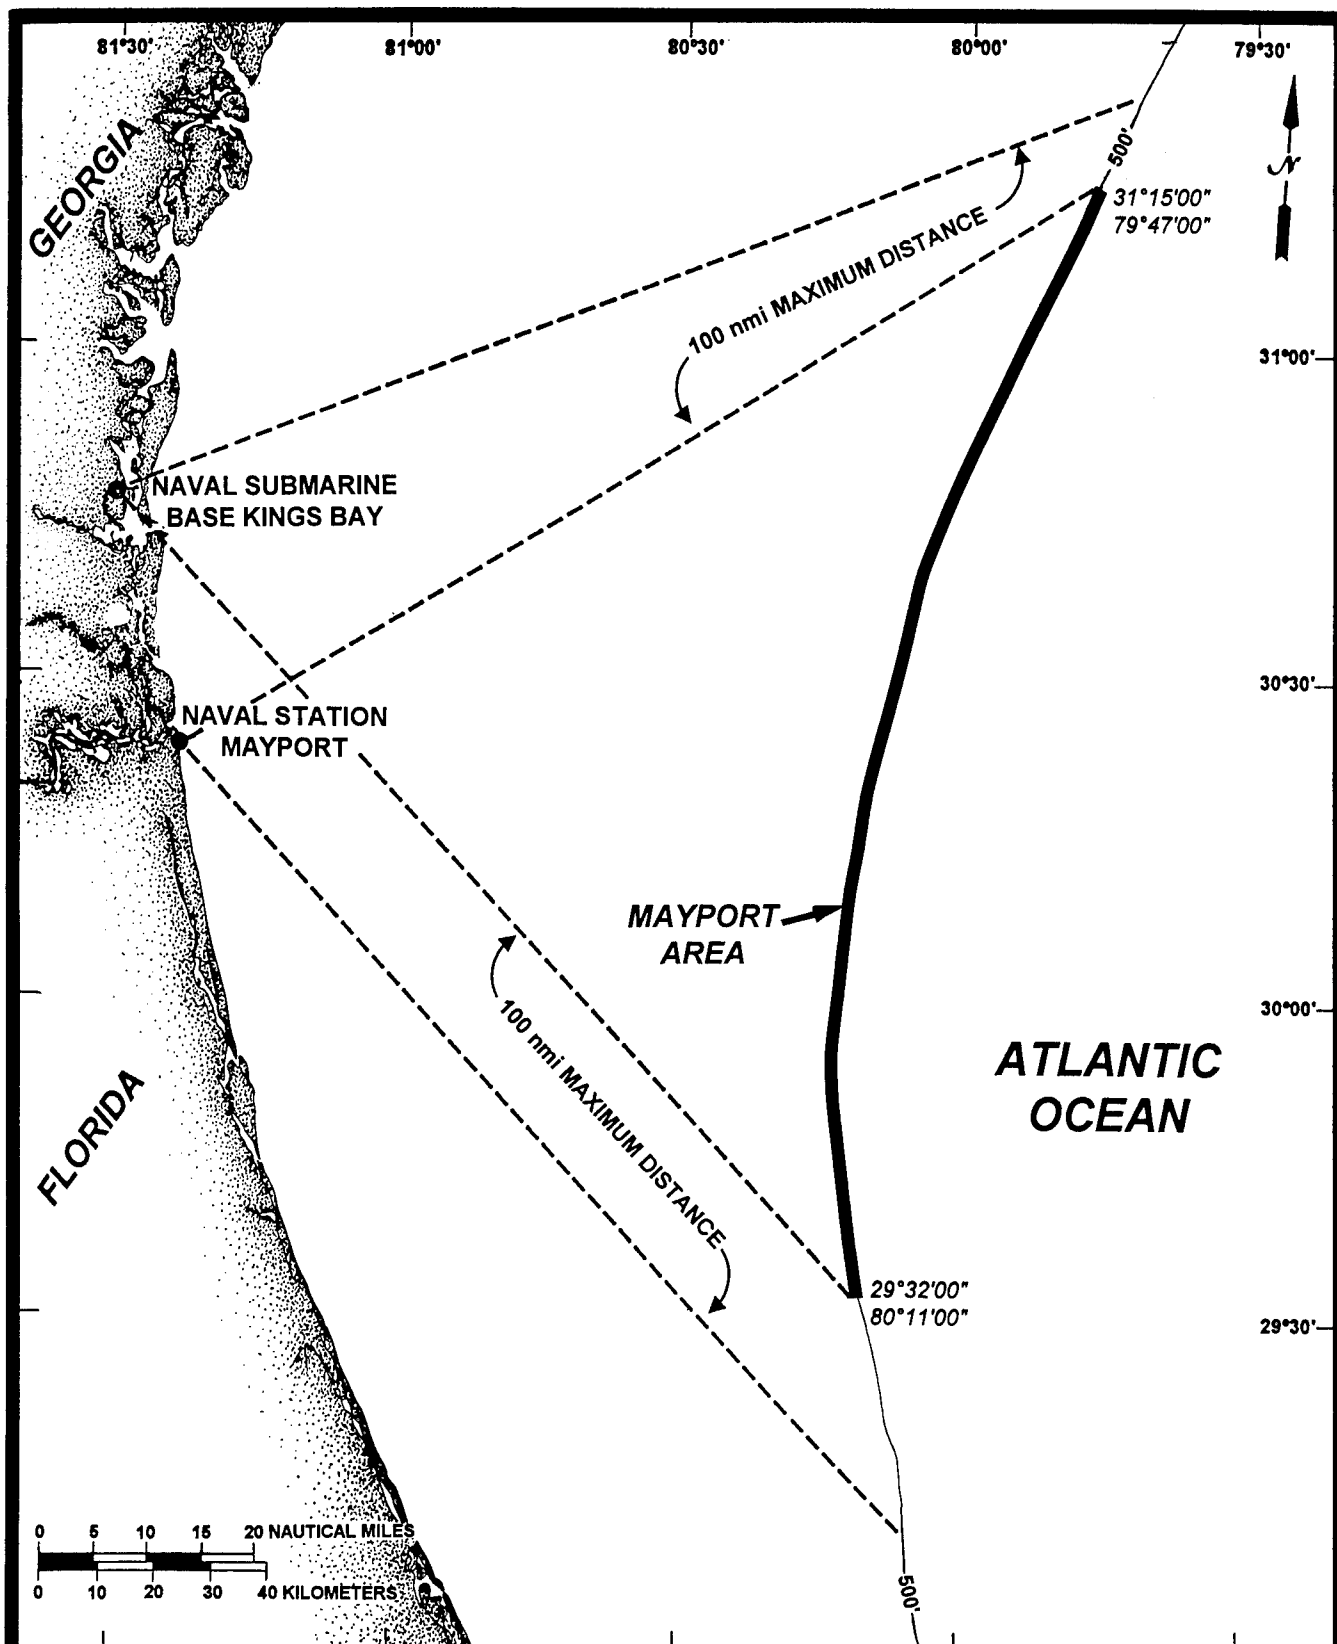 81°30'
81°00'
80°30'
80°00'
79°30'
GEORGIA
500'
N
31°15'00"
79°47'00"
100 nmi MAXIMUM DISTANCE
31°00'
NAVAL SUBMARINE
BASE KINGS BAY
30°30'
NAVAL STATION
MAYPORT
MAYPORT
AREA
30°00'
ATLANTIC
OCEAN
100 nmi MAXIMUM DISTANCE
FLORIDA
29°32'00"
80°11'00"
29°30'
0 5 10 15 20 NAUTICAL MILES
0 10 20 30 40 KILOMETERS
500'